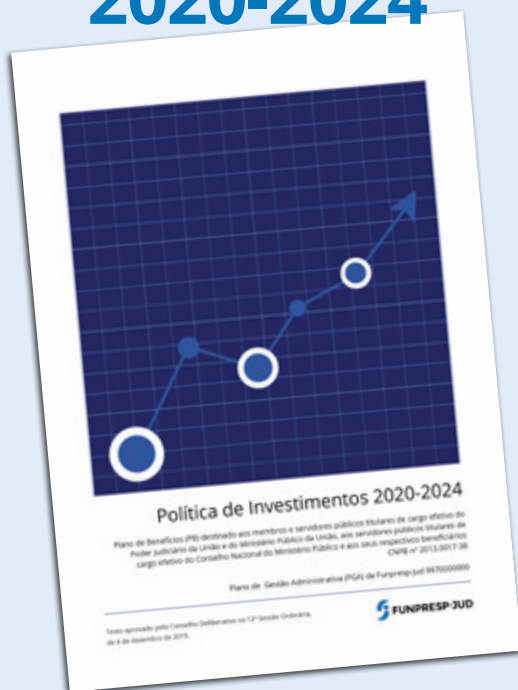 2020-2024
Política de Investimentos 2020-2024
Plano de Benefícios (PB) destinado aos membros e servidores públicos titulares de cargo efetivo do
Poder Judiciário da União e do Ministério Público da União, aos servidores públicos titulares de
cargo efetivo do Conselho Nacional do Ministério Público e aos seus respectivos beneficiários
CNPB nº 2013.0017-38
Plano de Gestão Administrativa (PGA) da Funpresp-Jud 9970000000
Texto aprovado pelo Conselho Deliberativo na 12ª Sessão Ordinária,
de 4 de dezembro de 2019.
FUNPRESP-JUD